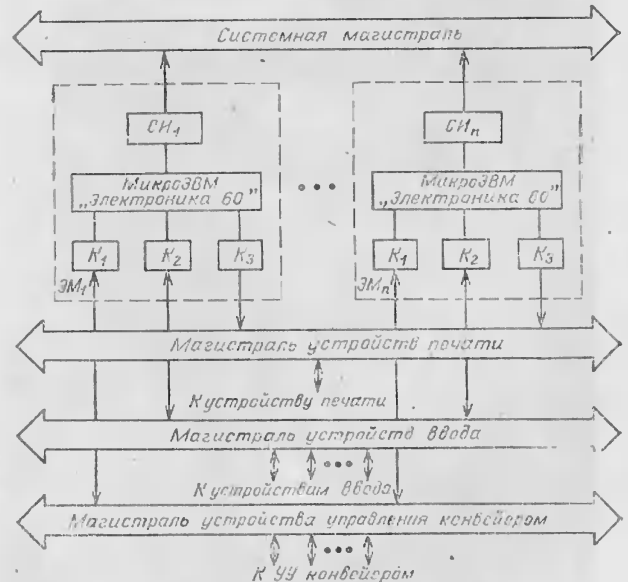 Системная магистраль
СИ1
СИn
МикроЭВМ
„Электроника 60"
•••
МикроЭВМ
„Электроника 60"
К1
К2
К3
К1
К2
К3
ЭМ1
ЭМn
Магистраль устройств печати
К устройству печати
Магистраль устройств ввода
•••
К устройствам ввода
Магистраль устройства управления конвейером
•••
К УУ конвейером